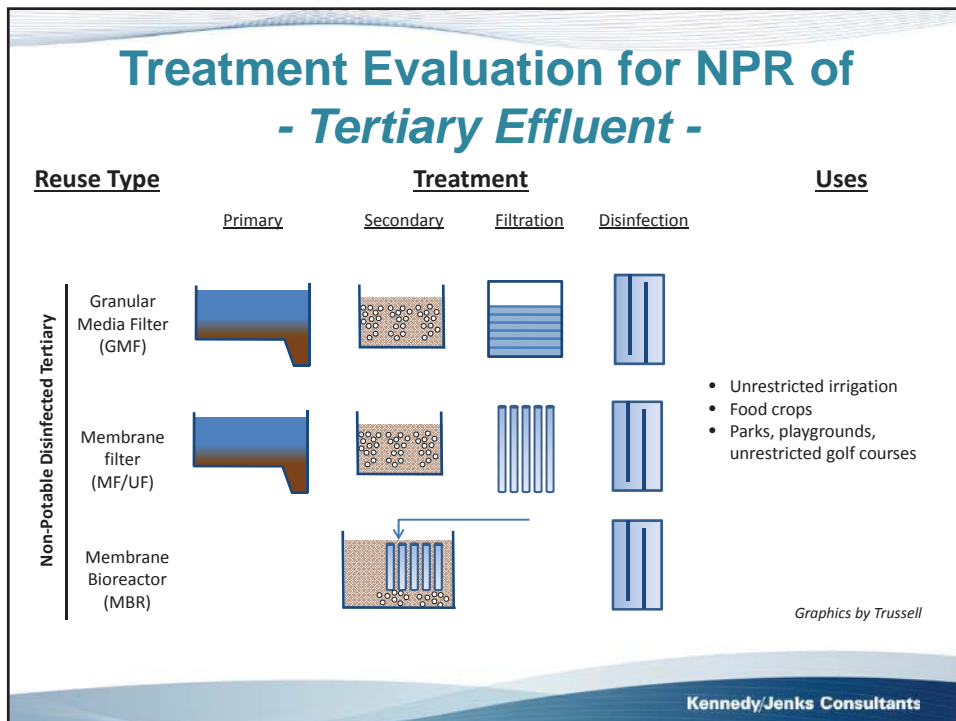 Treatment Evaluation for NPR of
- Tertiary Effluent -
Reuse Type
Treatment
Uses
Primary
Secondary
Filtration
Disinfection
Non-Potable Disinfected Tertiary
Granular
Media Filter
(GMF)
Membrane
filter
(MF/UF)
Membrane
Bioreactor
(MBR)
• Unrestricted irrigation
• Food crops
• Parks, playgrounds,
unrestricted golf courses
Graphics by Trussell
Kennedy/Jenks Consultants